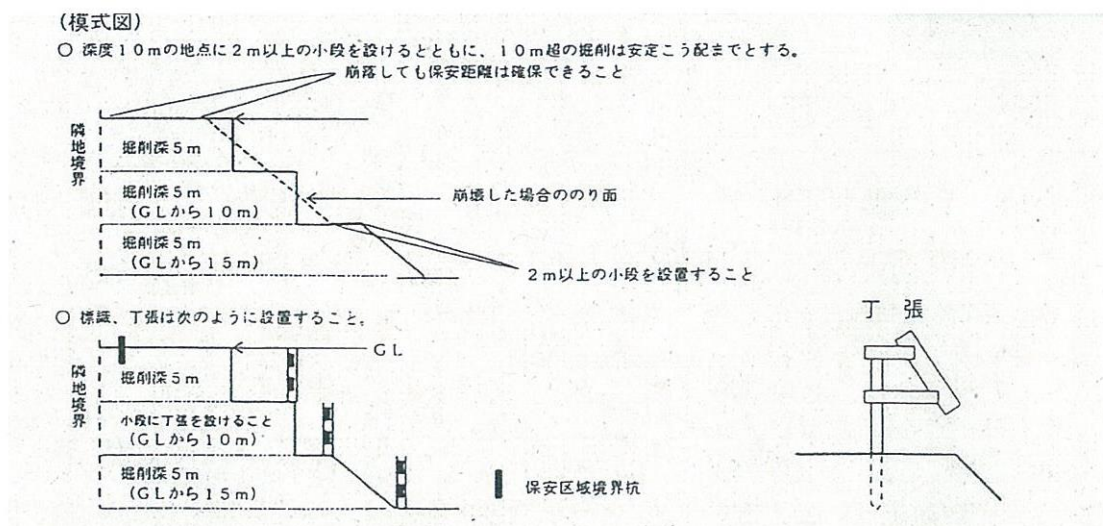 (模式図)
○ 深度10mの地点に2m以上の小段を設けるとともに、10m超の掘削は安定こう配までとする。
崩落しても保安距離は確保できること
隣地境界
掘削深5m
掘削深5m
(GLから10m)
崩壊した場合ののり面
掘削深5m
(GLから15m)
2m以上の小段を設置すること
○ 標識、丁張は次のように設置すること。
丁 張
GL
隣地境界
掘削深5m
小段に丁張を設けること
(GLから10m)
掘削深5m
(GLから15m)
保安区域境界杭